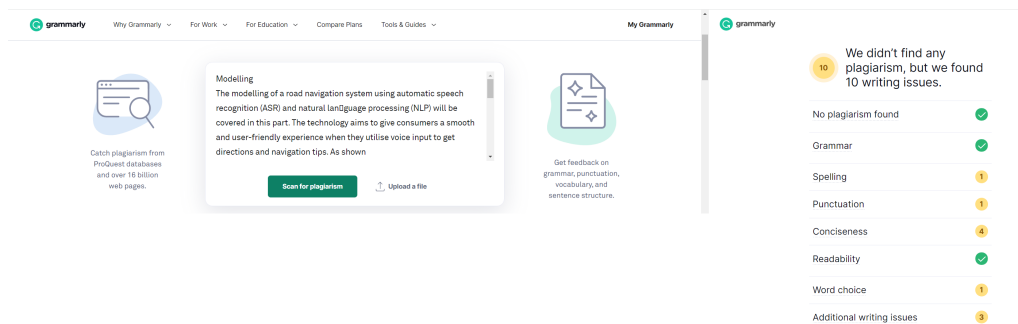 grammarly
Why Grammarly
For Work
For Education
Compare Plans
Tools & Guides
My Grammarly
Catch plagiarism from
ProQuest databases
and over 16 billion
web pages.
Modelling
The modelling of a road navigation system using automatic speech
recognition (ASR) and natural lan0guage processing (NLP) will be
covered in this part. The technology aims to give consumers a smooth
and user-friendly experience when they utilise voice input to get
directions and navigation tips. As shown
Scan for plagiarism
Upload a file
Get feedback on
grammar, punctuation,
vocabulary, and
sentence structure.
grammarly
10
We didn't find any
plagiarism, but we found
10 writing issues.
No plagiarism found
Grammar
Spelling 1
Punctuation 1
Conciseness 4
Readability
Word choice 1
Additional writing issues 3